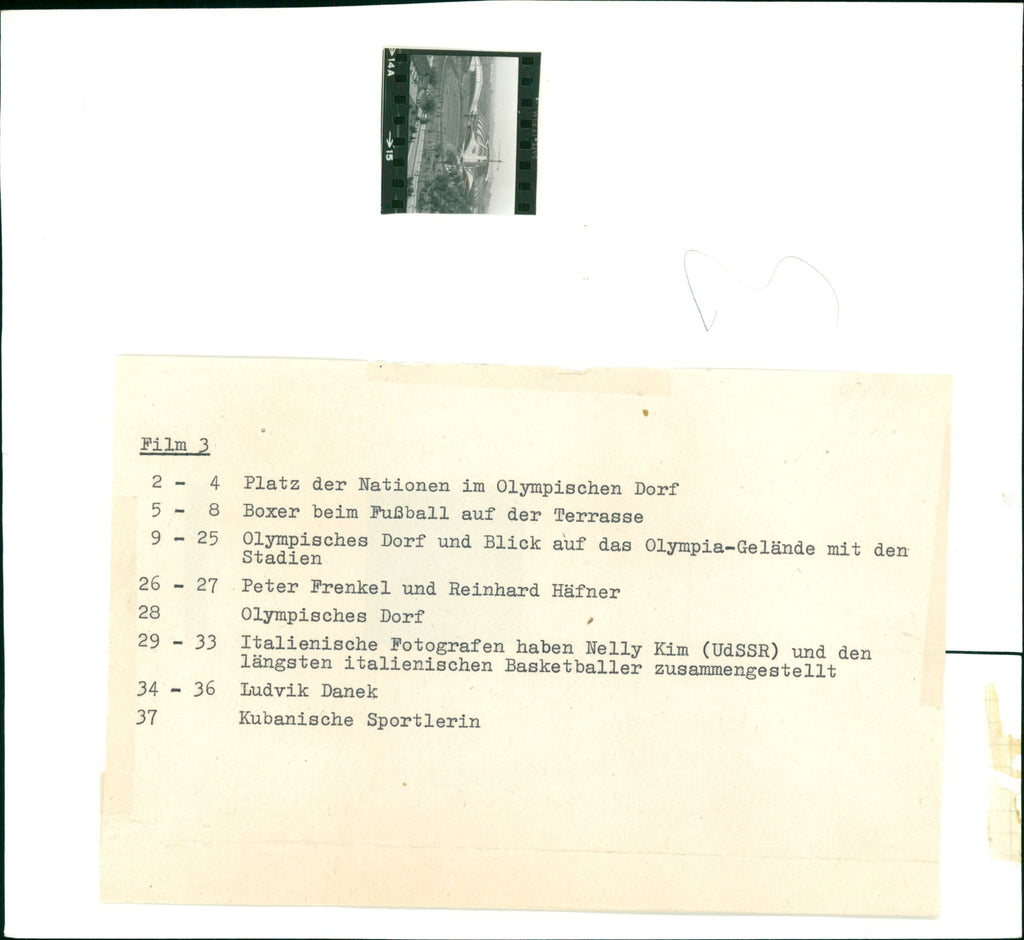 →14A
→15
Film 3
2 - 4 Platz der Nationen im Olympischen Dorf
5 - 8 Boxer beim Fußball auf der Terrasse
9 - 25 Olympisches Dorf und Blick auf das Olympia-Gelände mit den
Stadien
26 - 27 Peter Frenkel und Reinhard Häfner
28 Olympisches Dorf
29 - 33 Italienische Fotografen haben Nelly Kim (UdSSR) und den
längsten italienischen Basketballer zusammengestellt
34 - 36 Ludvik Danek
37 Kubanische Sportlerin